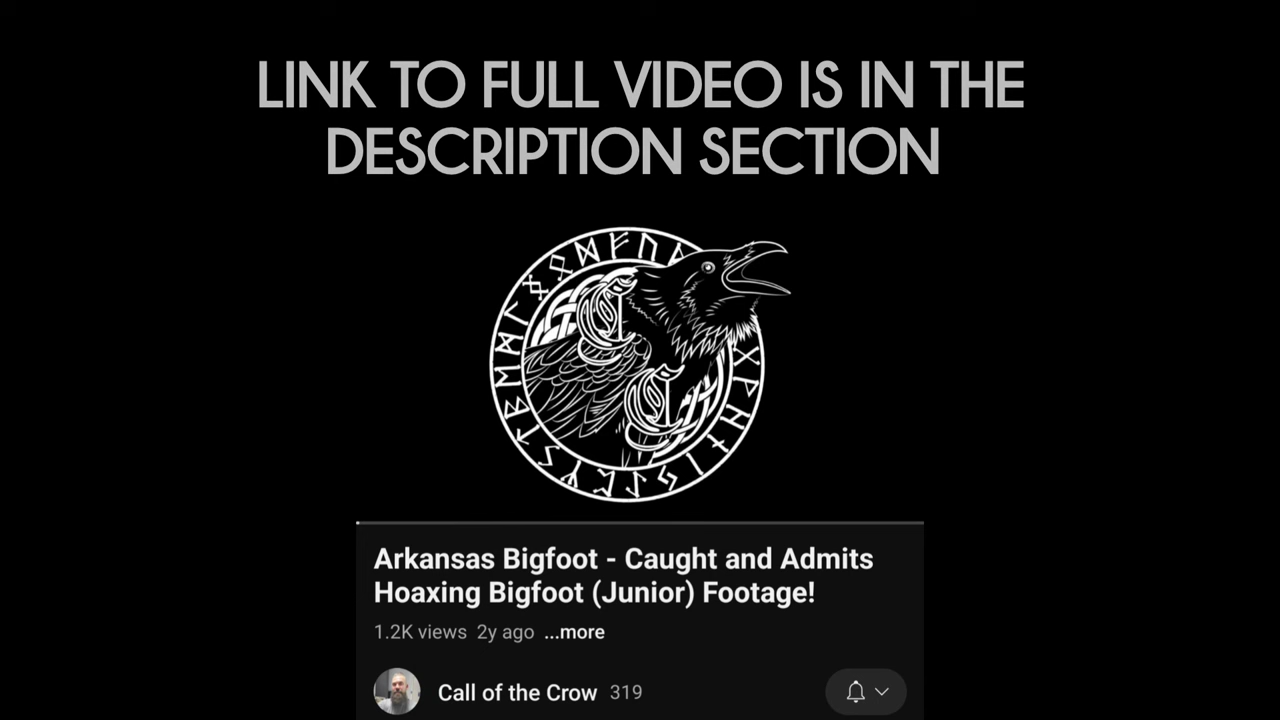 LINK TO FULL VIDEO IS IN THE
DESCRIPTION SECTION
Arkansas Bigfoot - Caught and Admits
Hoaxing Bigfoot (Junior) Footage!
1.2K views 2y ago ...more
Call of the Crow 319